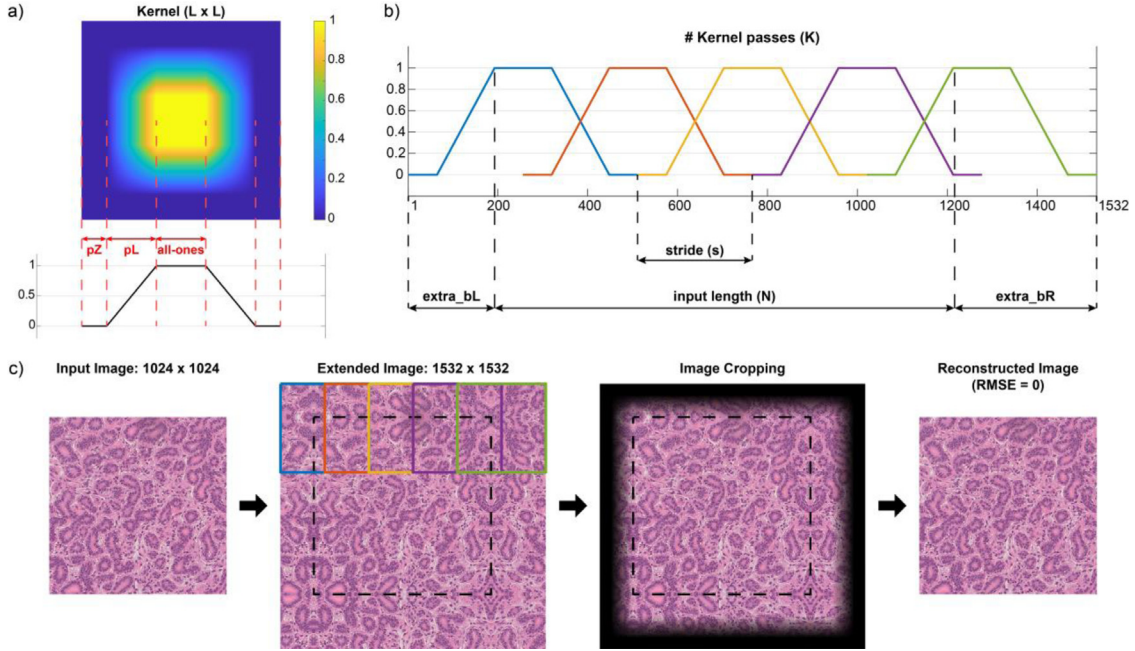 a)
Kernel (L x L)
1
0.8
0.6
0.4
0.2
0
pZ
pL
all-ones
1
0.5
0
b)
# Kernel passes (K)
1
0.8
0.6
0.4
0.2
0
1
200
400
600
800
1000
1200
1400
1532
stride (s)
extra_bL
input length (N)
extra_bR
c)
Input Image: 1024 x 1024
Extended Image: 1532 x 1532
Image Cropping
Reconstructed Image
(RMSE = 0)